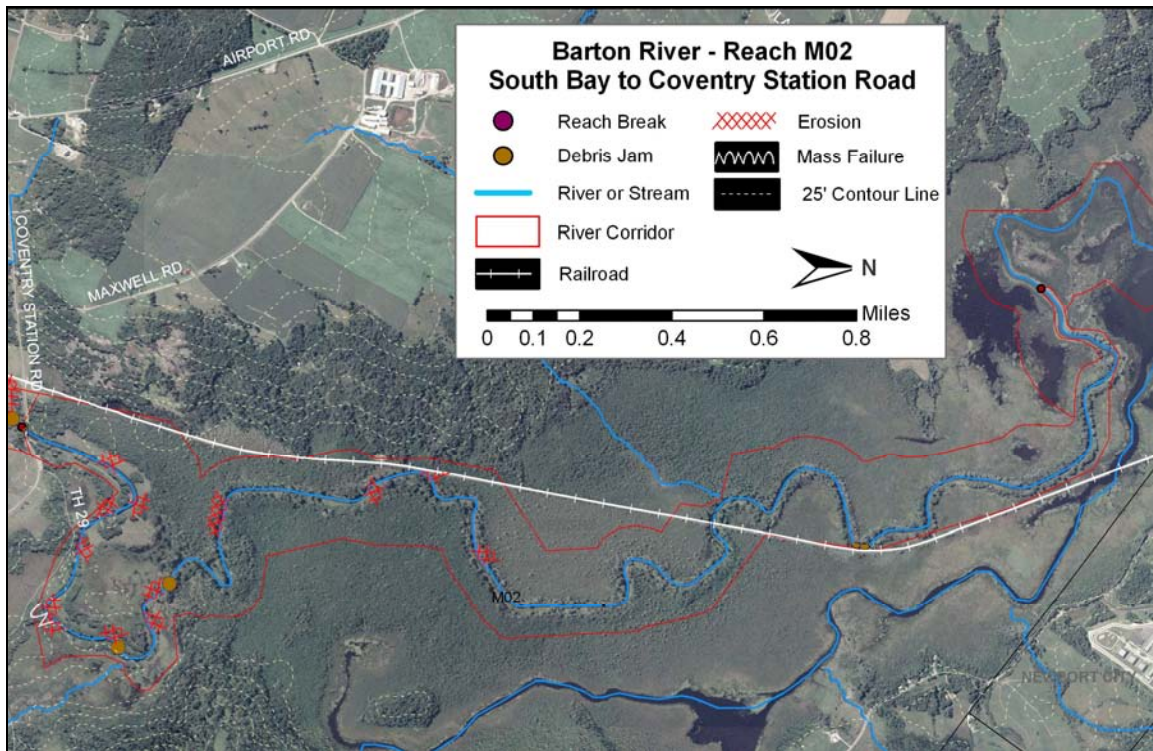 Barton River - Reach M02
South Bay to Coventry Station Road
Reach Break
Debris Jam
River or Stream
River Corridor
Railroad
Erosion
Mass Failure
25' Contour Line
N
Miles
0 0.1 0.2 0.4 0.6 0.8
AIRPORT RD
MAXWELL RD
COVENTRY STATION RD
TH 29
M02
NEWPORT CITY